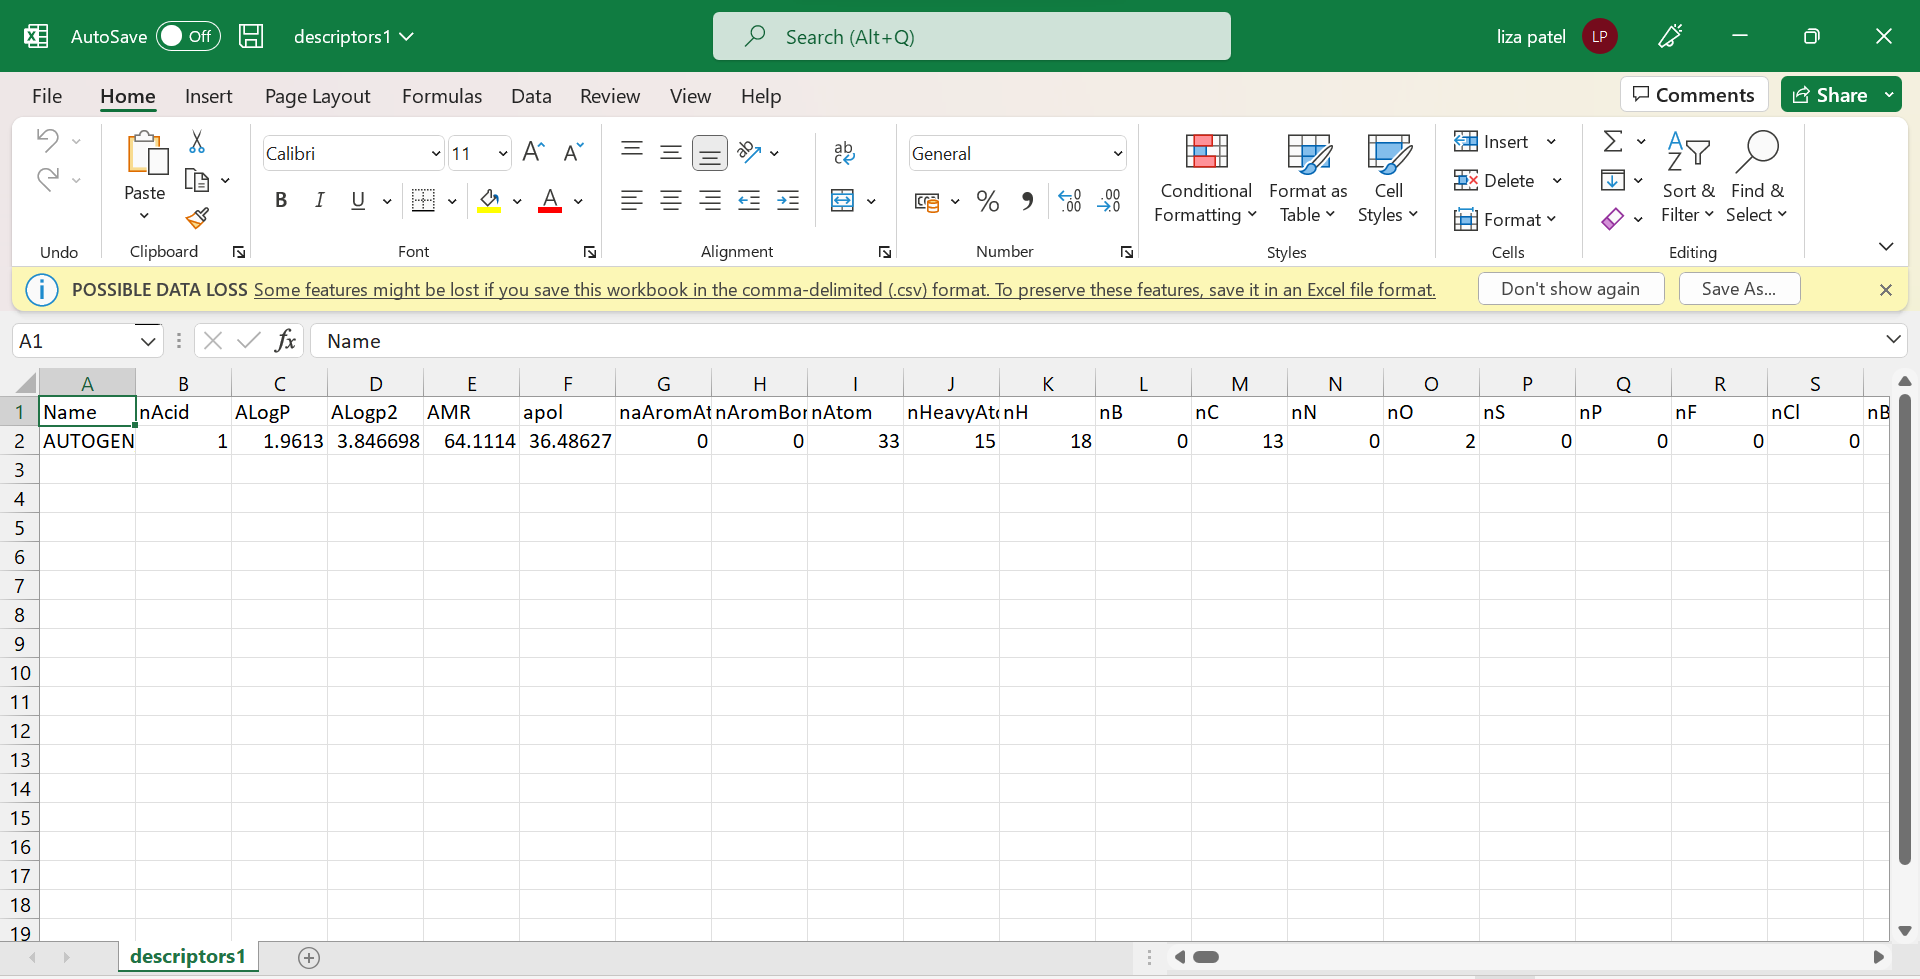 AutoSave Off descriptors1 Search (Alt+Q) liza patel LP
File Home Insert Page Layout Formulas Data Review View Help Comments Share
Paste
Calibri 11
B I U A
ab
General
% , .00 .00
Conditional Formatting
Format as Table
Cell Styles
Insert
Delete
Format
Sort & Filter
Find & Select
Undo Clipboard Font Alignment Number Styles Cells Editing
POSSIBLE DATA LOSS Some features might be lost if you save this workbook in the comma-delimited (.csv) format. To preserve these features, save it in an Excel file format. Don't show again Save As...
A1 fx Name
A B C D E F G H I J K L M N O P Q R S
1 Name nAcid ALogP ALogp2 AMR apol naAromAt nAromBor nAtom nHeavyAto nH nB nC nN nO nS nP nF nCl nB
2 AUTOGEN 1 1.9613 3.846698 64.1114 36.48627 0 0 33 15 18 0 13 0 2 0 0 0 0
3
4
5
6
7
8
9
10
11
12
13
14
15
16
17
18
19
descriptors1